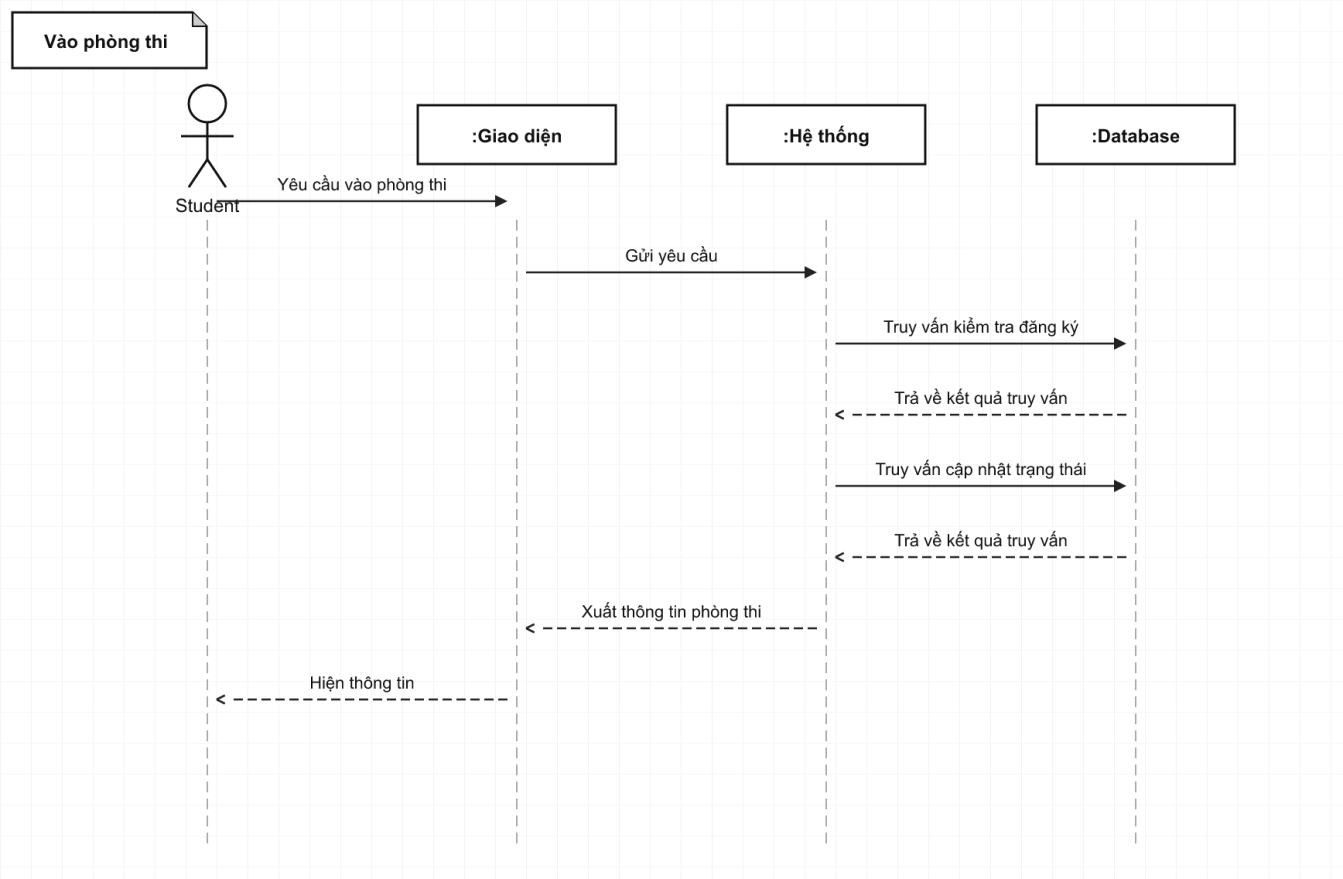 Vào phòng thi
:Giao diện
:Hệ thống
:Database
Student
Yêu cầu vào phòng thi
Gửi yêu cầu
Truy vấn kiểm tra đăng ký
Trả về kết quả truy vấn
Truy vấn cập nhật trạng thái
Trả về kết quả truy vấn
Xuất thông tin phòng thi
Hiện thông tin